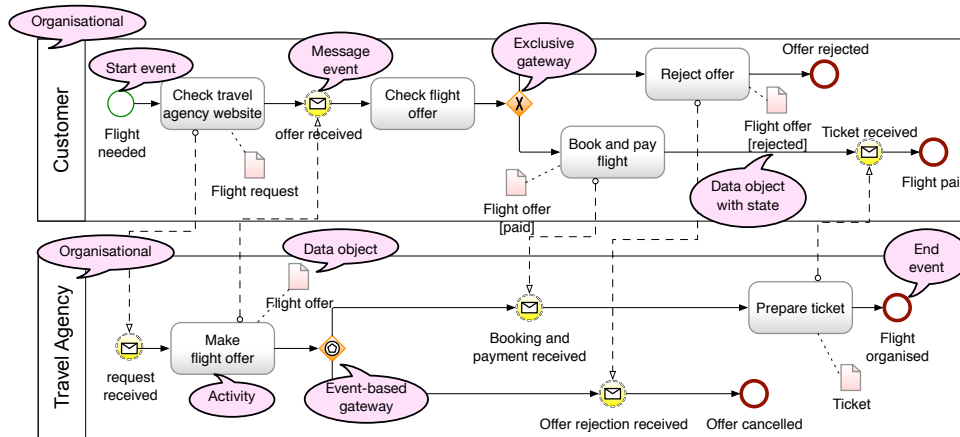 Organisational
Customer
Start event
Flight
needed
Check travel
agency website
Flight request
Message
event
offer received
Check flight
offer
Exclusive
gateway
X
Reject offer
Offer rejected
Flight offer
[rejected]
Book and pay
flight
Flight offer
[paid]
Data object
with state
Ticket received
Flight pai
Travel Agency
Organisational
request
received
Make
flight offer
Activity
Data object
Flight offer
Event-based
gateway
Booking and
payment received
Offer rejection received
Offer cancelled
Prepare ticket
Ticket
End
event
Flight
organised